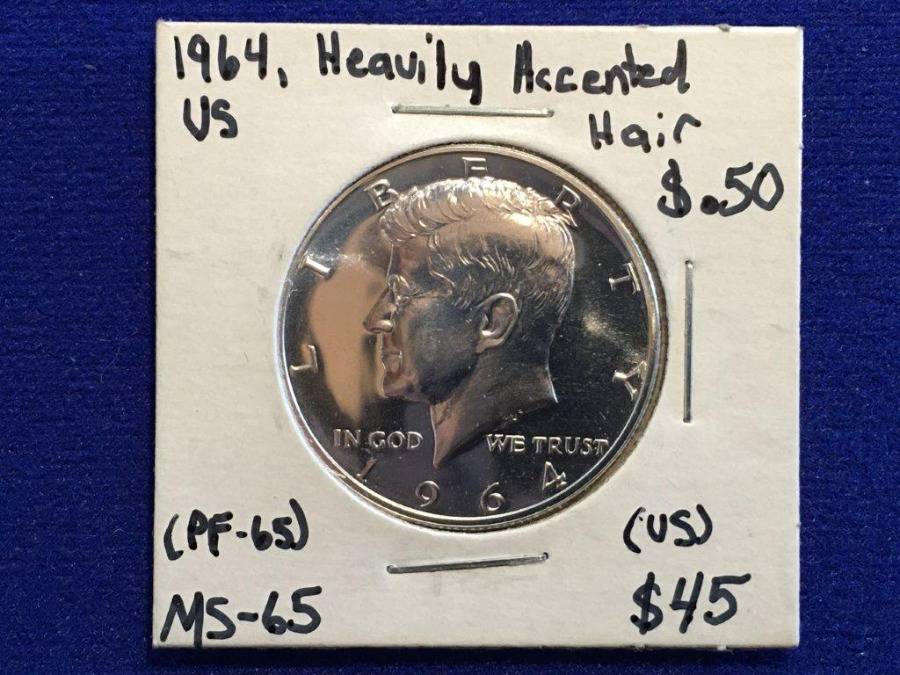 1964, Heavily Accented
US
Hair
$.50
LIBERTY
IN GOD WE TRUST
1964
(PF-65)
(US)
MS-65
$45